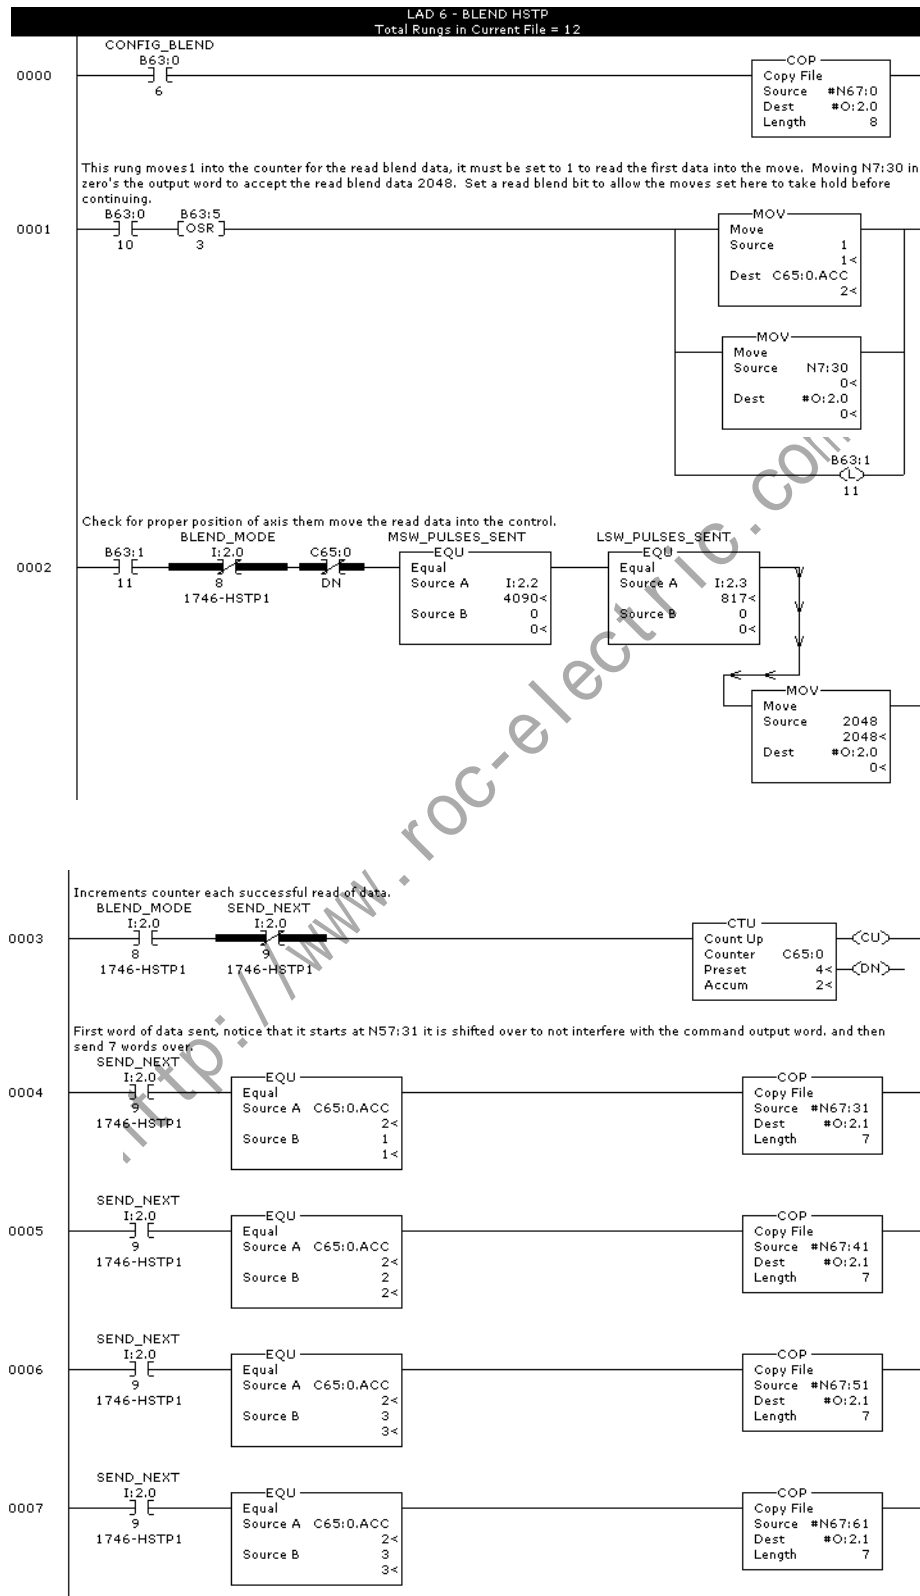 LAD 6 - BLEND HSTP
Total Rungs in Current File = 12
CONFIG_BLEND
B63:0
0000
6
COP
Copy File
Source #N67:0
Dest #O:2.0
Length 8
This rung moves1 into the counter for the read blend data, it must be set to 1 to read the first data into the move. Moving N7:30 in
zero's the output word to accept the read blend data 2048. Set a read blend bit to allow the moves set here to take hold before
continuing.
B63:0 B63:5
0001
OSR
10 3
MOV
Move
Source 1
1<
Dest C65:0.ACC
2<
MOV
Move
Source N7:30
0<
Dest #O:2.0
0<
B63:1
L
11
Check for proper position of axis them move the read data into the control.
BLEND_MODE MSW_PULSES_SENT LSW_PULSES_SENT
0002
B63:1
11
I:2.0
8
1746-HSTP1
C65:0
DN
EQU
Equal
Source A I:2.2
4090<
Source B 0
0<
EQU
Equal
Source A I:2.3
817<
Source B 0
0<
MOV
Move
Source 2048
2048<
Dest #O:2.0
0<
Increments counter each successful read of data.
BLEND_MODE SEND_NEXT
I:2.0 I:2.0
0003
8 9
1746-HSTP1 1746-HSTP1
CTU
Count Up
Counter C65:0
Preset 4<
Accum 2<
CU
DN
First word of data sent, notice that it starts at N57:31 it is shifted over to not interfere with the command output word. and then
send 7 words over.
SEND_NEXT
I:2.0
0004
9
1746-HSTP1
EQU
Equal
Source A C65:0.ACC
2<
Source B 1
1<
COP
Copy File
Source #N67:31
Dest #O:2.1
Length 7
SEND_NEXT
I:2.0
0005
9
1746-HSTP1
EQU
Equal
Source A C65:0.ACC
2<
Source B 2
2<
COP
Copy File
Source #N67:41
Dest #O:2.1
Length 7
SEND_NEXT
I:2.0
0006
9
1746-HSTP1
EQU
Equal
Source A C65:0.ACC
2<
Source B 3
3<
COP
Copy File
Source #N67:51
Dest #O:2.1
Length 7
SEND_NEXT
I:2.0
0007
9
1746-HSTP1
EQU
Equal
Source A C65:0.ACC
2<
Source B 3
3<
COP
Copy File
Source #N67:61
Dest #O:2.1
Length 7
://www.roc-electric.com